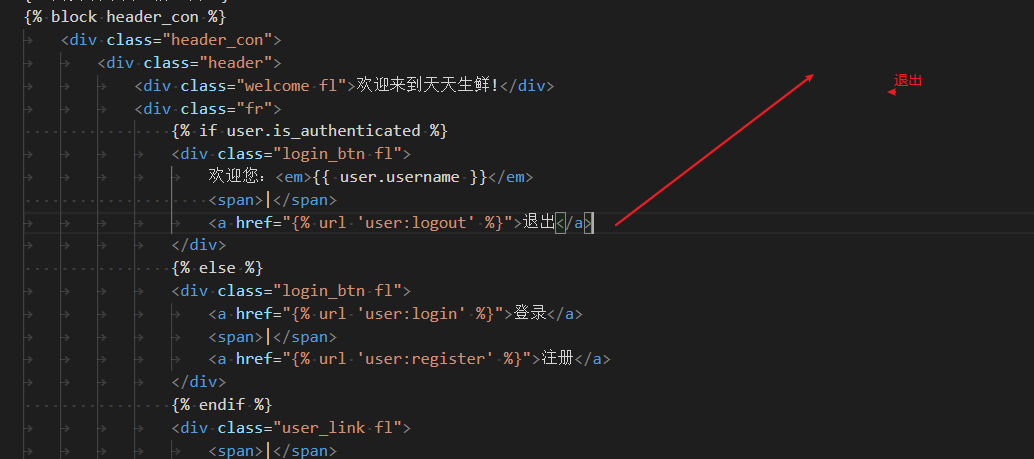 {% block header_con %}
<div class="header_con">
<div class="header">
<div class="welcome fl">欢迎来到天天生鲜!</div>
退出
<div class="fr">
{% if user.is_authenticated %}
<div class="login_btn fl">
欢迎您：<em>{{ user.username }}</em>
<span>|</span>
<a href="{% url 'user:logout' %}">退出</a>
</div>
{% else %}
<div class="login_btn fl">
<a href="{% url 'user:login' %}">登录</a>
<span>|</span>
<a href="{% url 'user:register' %}">注册</a>
</div>
{% endif %}
<div class="user_link fl">
<span>|</span>